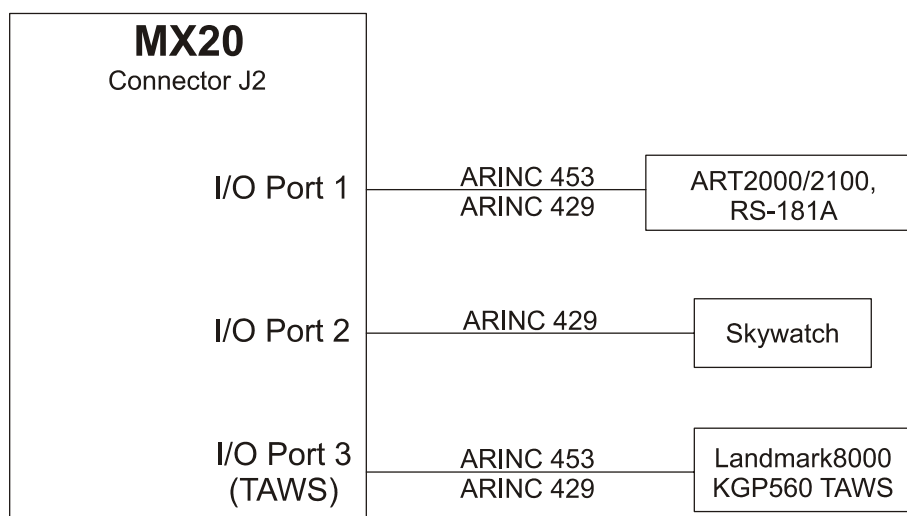 MX20
Connector J2
I/O Port 1
ARINC 453
ARINC 429
ART2000/2100,
RS-181A
I/O Port 2
ARINC 429
Skywatch
I/O Port 3
(TAWS)
ARINC 453
ARINC 429
Landmark8000
KGP560 TAWS